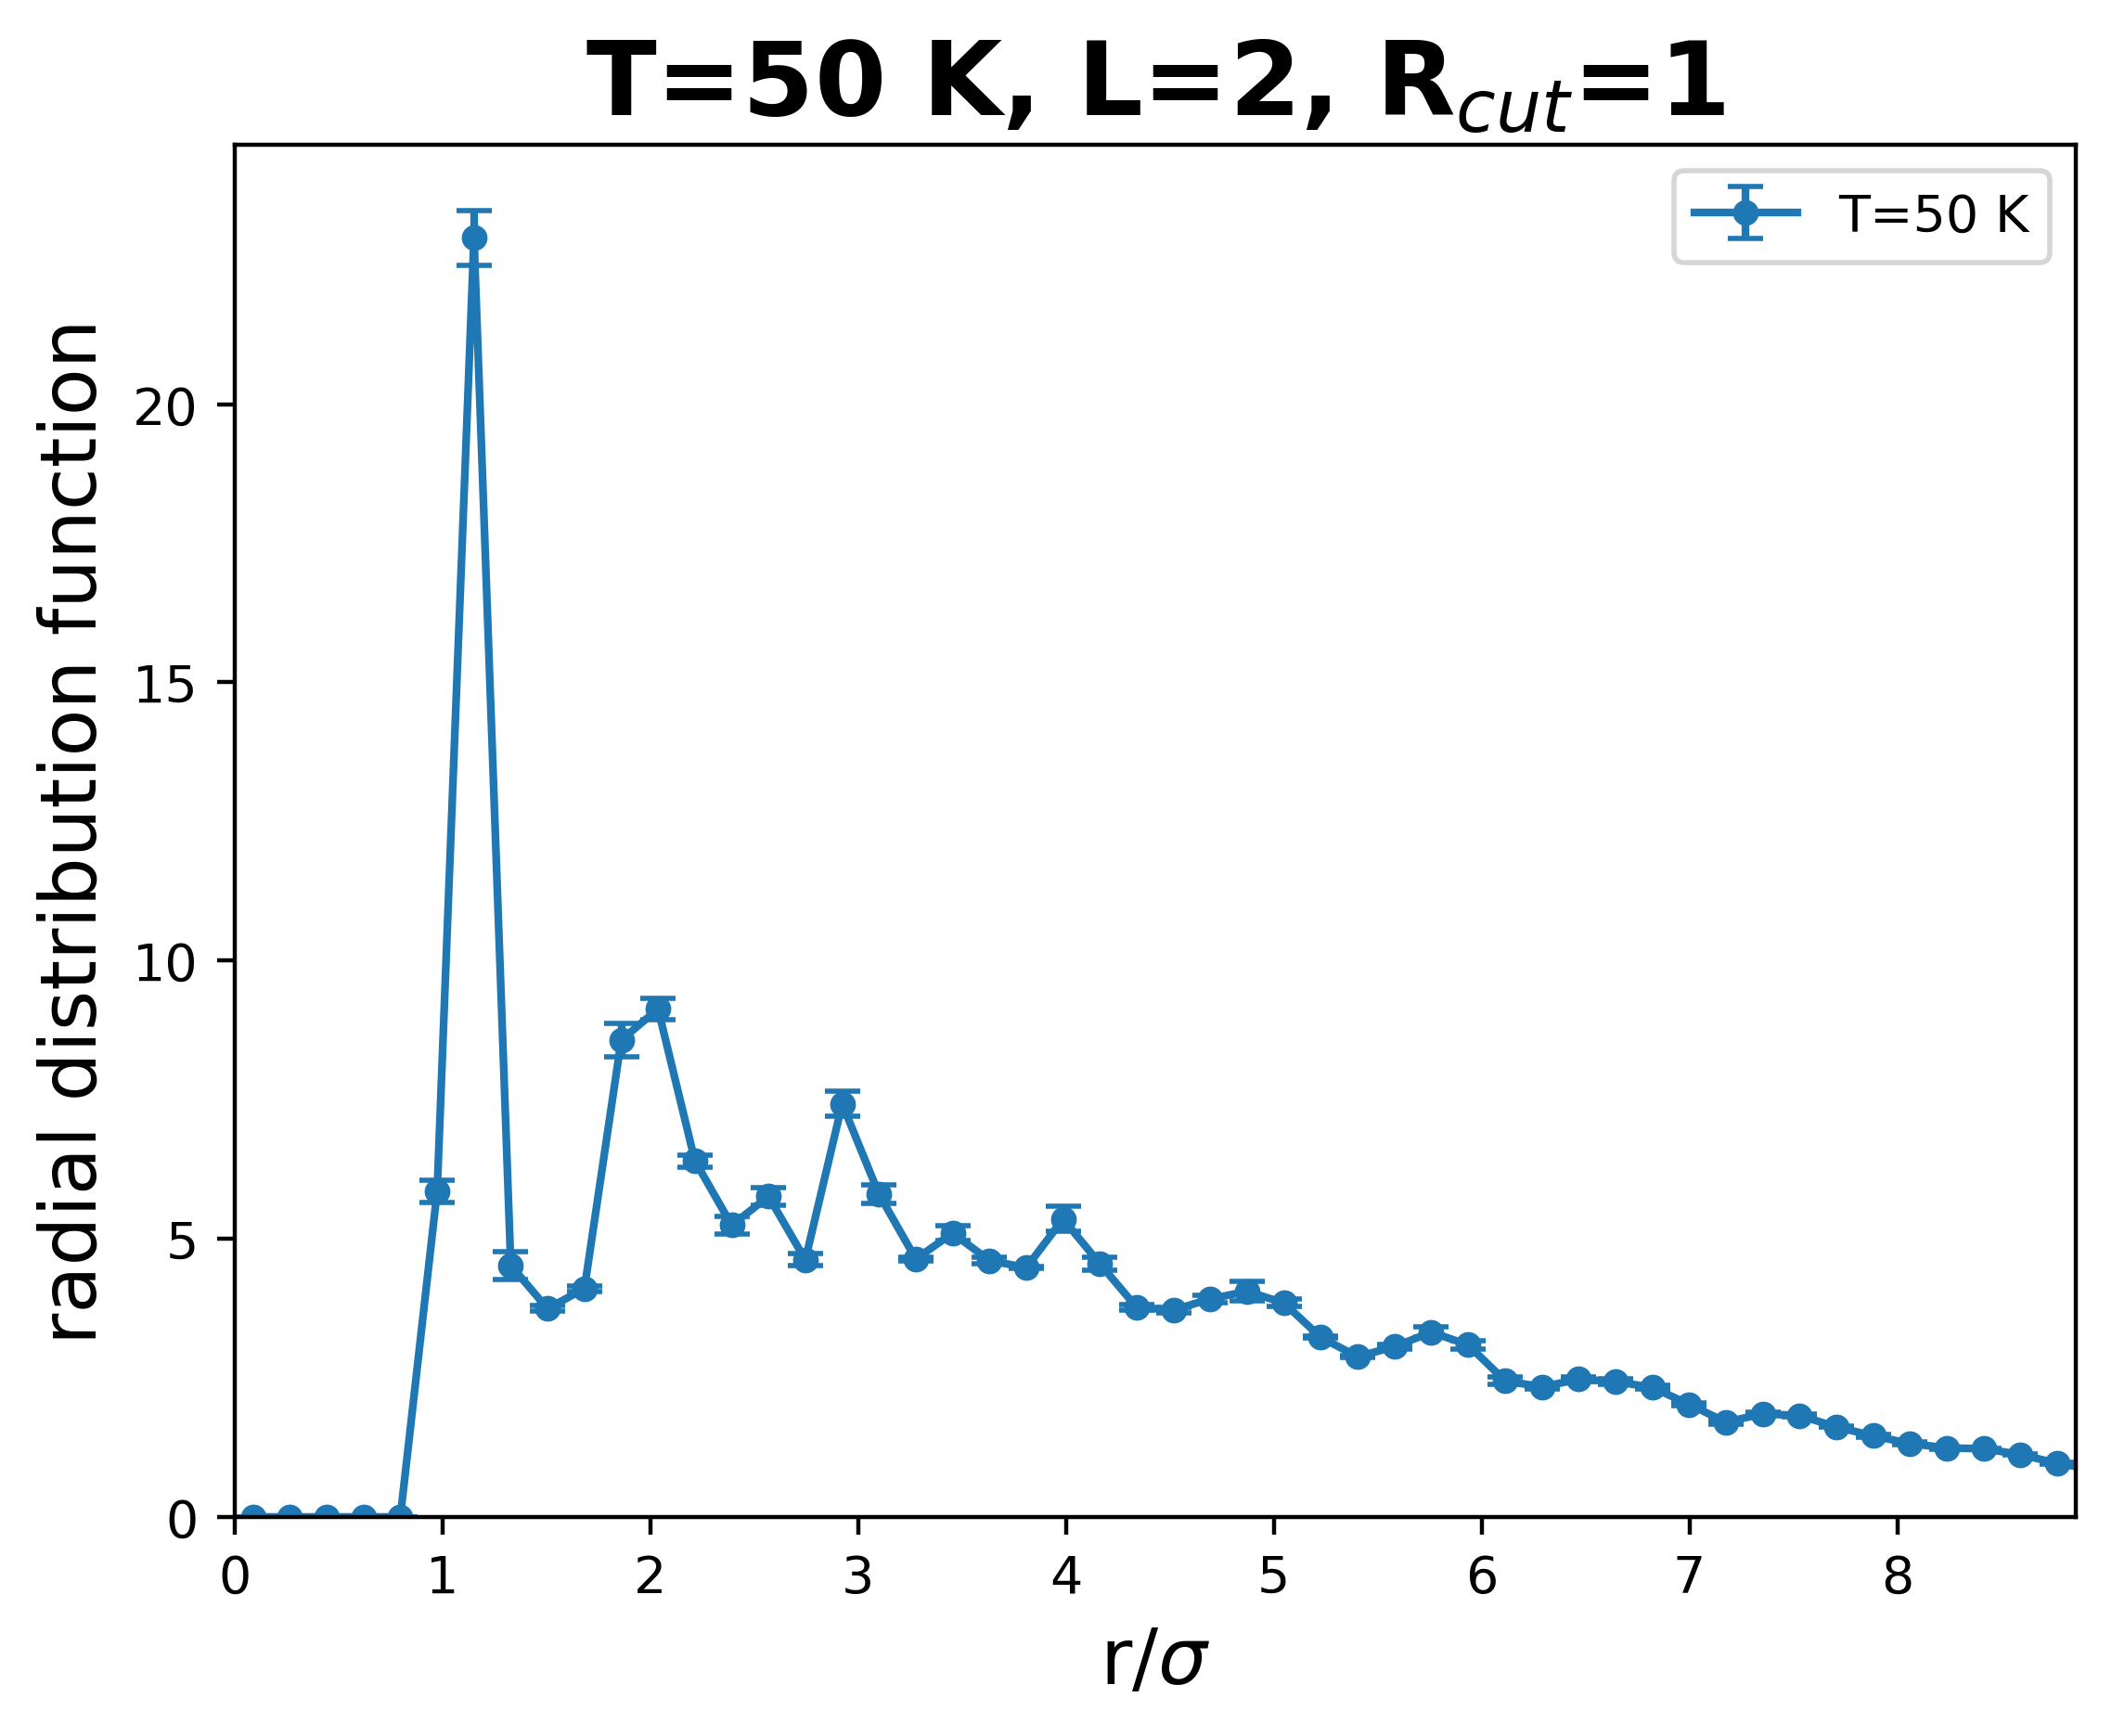 T=50 K, L=2, R_cut=1
T=50 K
radial distribution function
20
15
10
5
0
0 1 2 3 4 5 6 7 8
r/σ